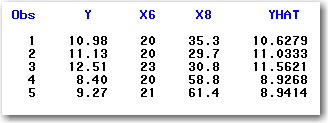 Obs Y X6 X8 YHAT
1 10.98 20 35.3 10.6279
2 11.13 20 29.7 11.0333
3 12.51 23 30.8 11.5621
4 8.40 20 58.8 8.9268
5 9.27 21 61.4 8.9414